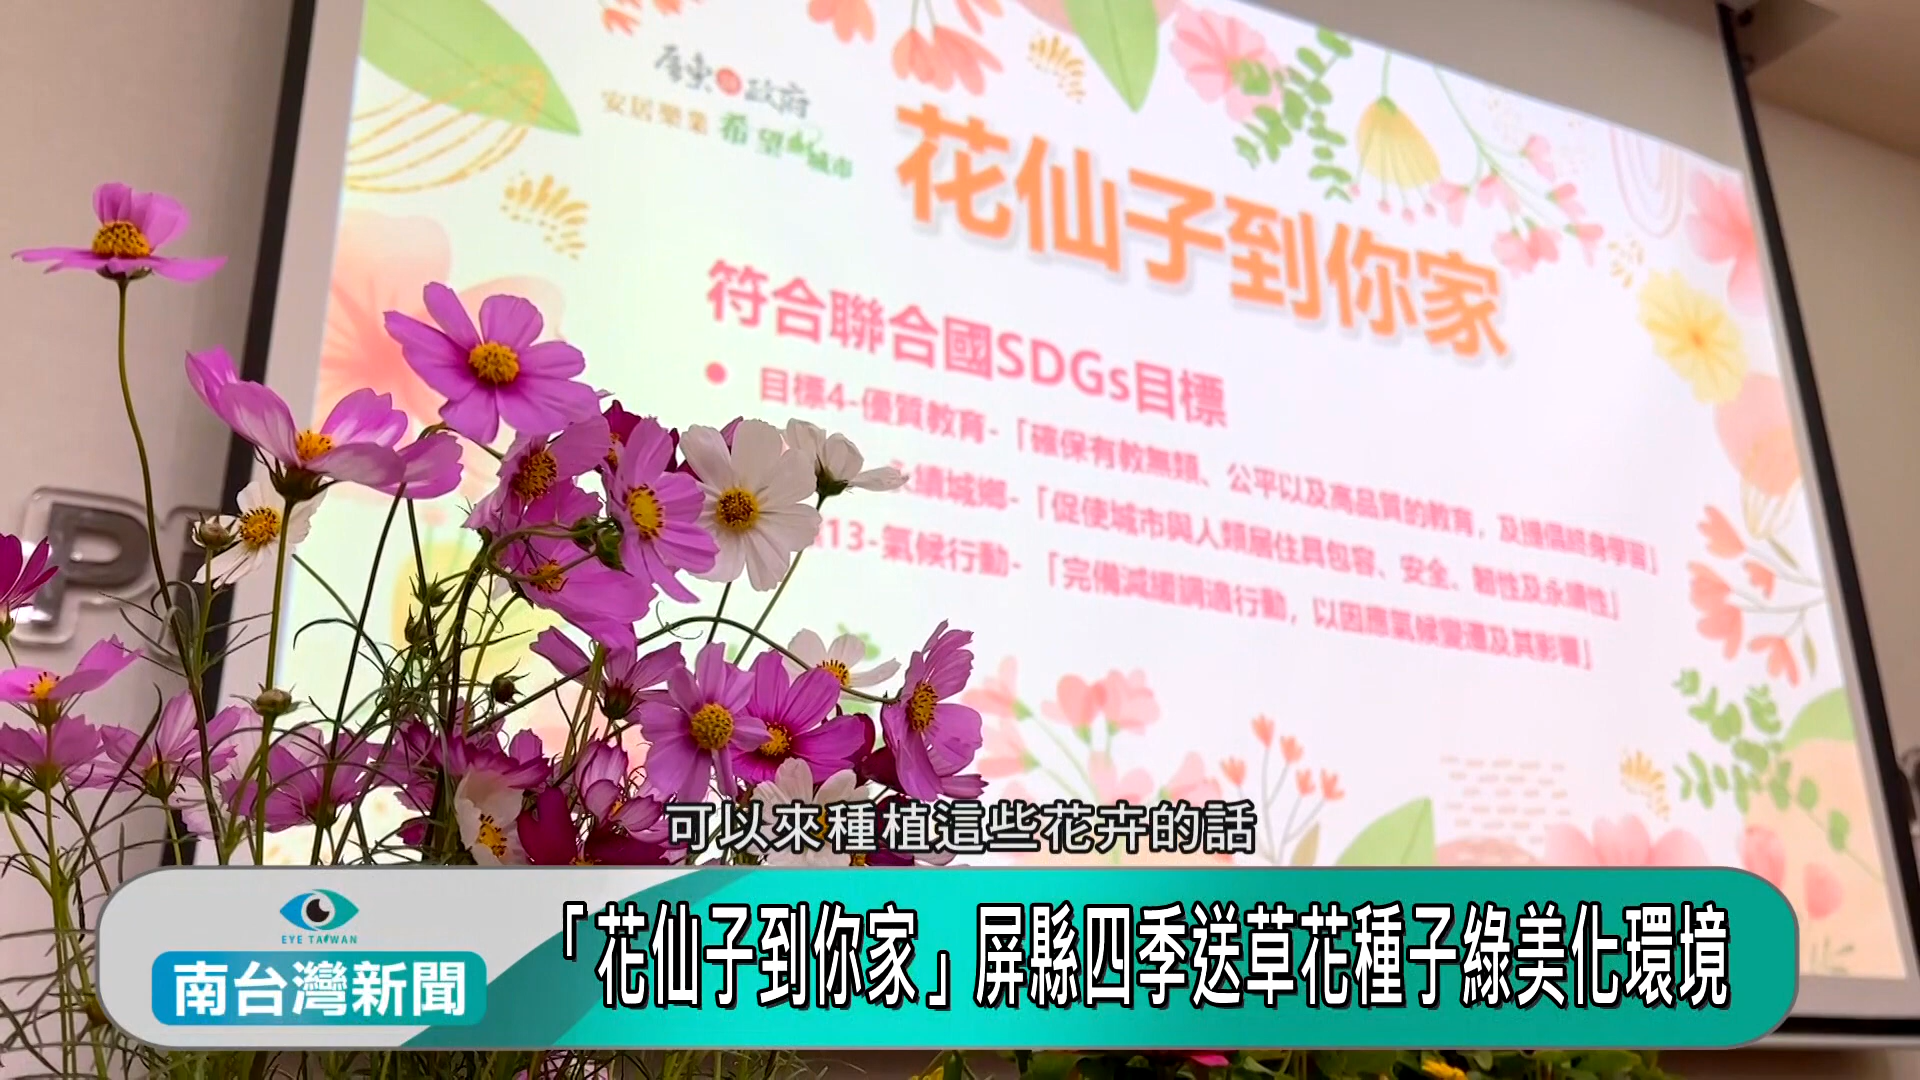 屏東縣政府
安居樂業 希望城市
花仙子到你家
符合聯合國SDGs目標
● 目標4-優質教育-「確保有教無類、公平以及高品質的教育，及提倡終身學習」
永續城鄉-「促使城市與人類居住具包容、安全、韌性及永續性」
13-氣候行動-「完備減緩調適行動，以因應氣候變遷及其影響」
P
可以來種植這些花卉的話
EYE TAIWAN
南台灣新聞
「花仙子到你家」屏縣四季送草花種子綠美化環境